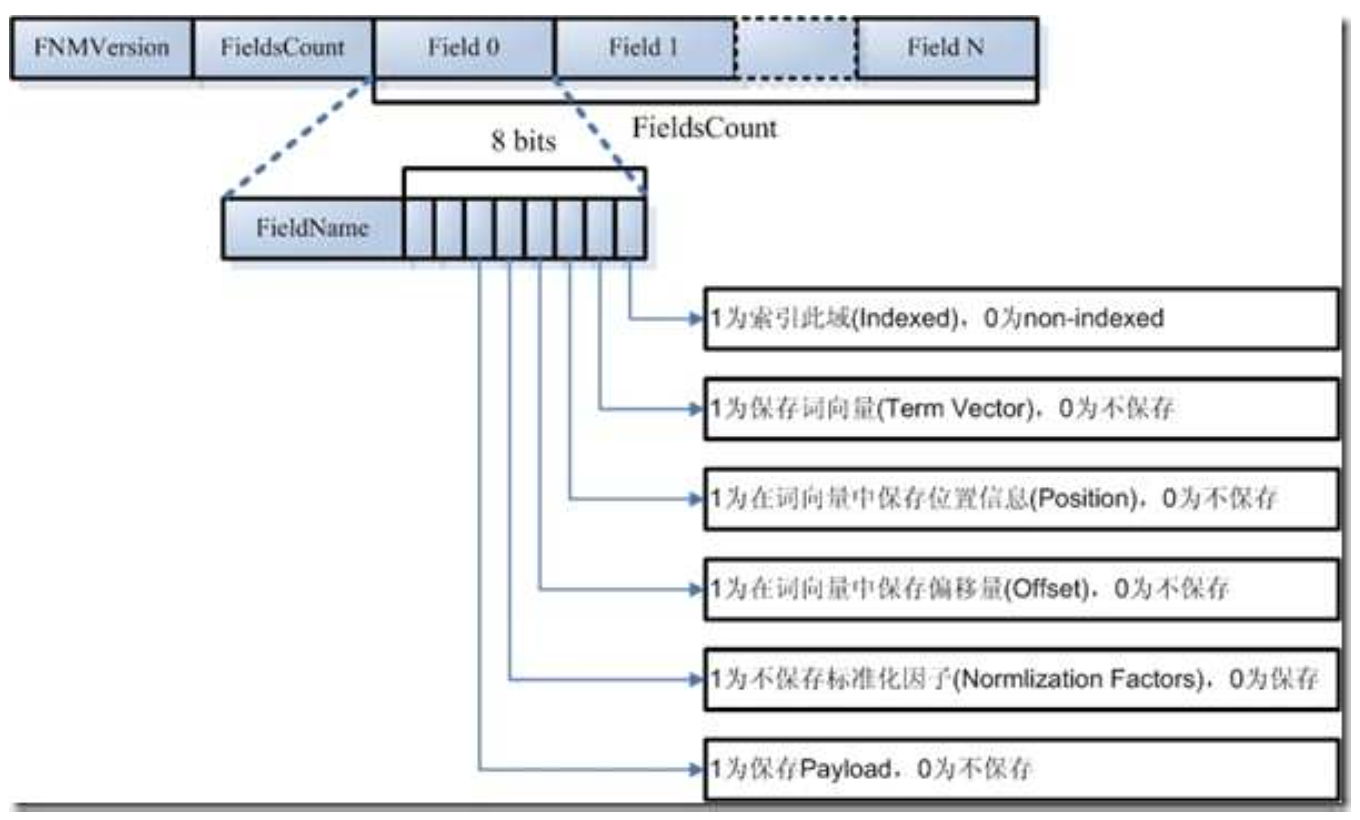 FNMVersion FieldsCount Field 0 Field 1 Field N
FieldsCount
8 bits
FieldName
1为索引此域(Indexed)，0为non-indexed
1为保存词向量(Term Vector)，0为不保存
1为在词向量中保存位置信息(Position)，0为不保存
1为在词向量中保存偏移量(Offset)，0为不保存
1为不保存标准化因子(Normlization Factors)，0为保存
1为保存Payload，0为不保存